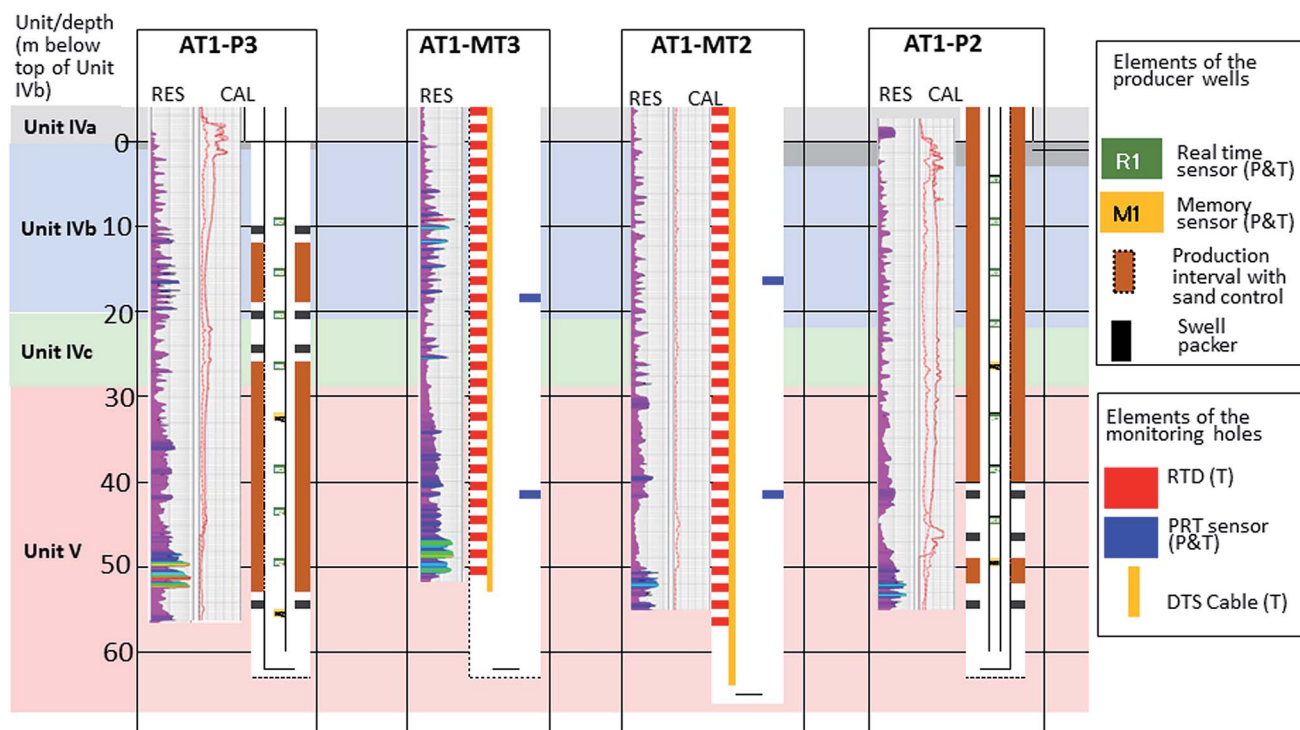 Unit/depth
(m below
top of Unit
IVb)
AT1-P3
AT1-MT3
AT1-MT2
AT1-P2
RES CAL
RES
RES CAL
RES CAL
Unit IVa
0
Unit IVb
10
20
Unit IVc
30
40
Unit V
50
60
Elements of the
producer wells
R1
Real time
sensor (P&T)
M1
Memory
sensor (P&T)
Production
interval with
sand control
Swell
packer
Elements of the
monitoring holes
RTD (T)
PRT sensor
(P&T)
DTS Cable (T)